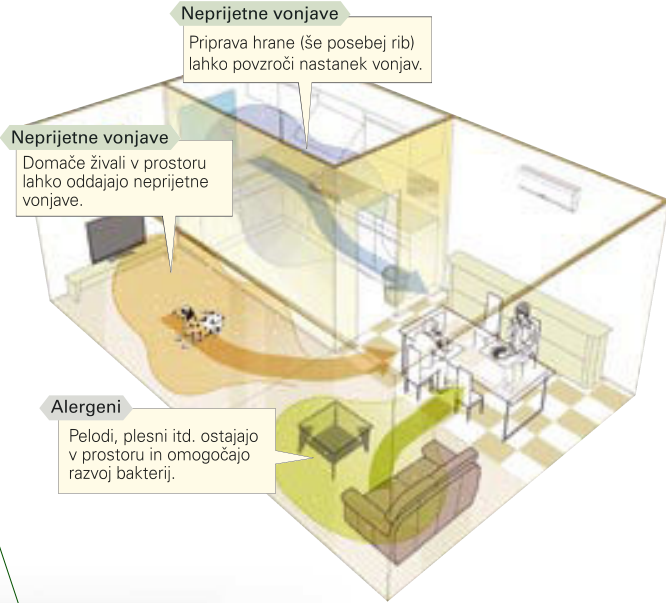 Neprijetne vonjave
Priprava hrane (še posebej rib)
lahko povzroči nastanek vonjav.
Neprijetne vonjave
Domače živali v prostoru
lahko oddajajo neprijetne
vonjave.
Alergeni
Pelodi, plesni itd. ostajajo
v prostoru in omogočajo
razvoj bakterij.